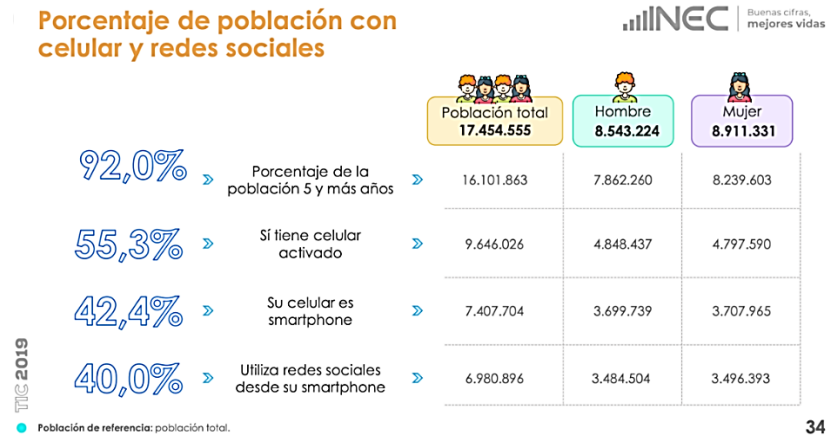 Porcentaje de población con
celular y redes sociales
INEC
Buenas cifras,
mejores vidas
Población total
17.454.555
Hombre
8.543.224
Mujer
8.911.331
92,0%
Porcentaje de la
población 5 y más años
16.101.863
7.862.260
8.239.603
55,3%
Sí tiene celular
activado
9.646.026
4.848.437
4.797.590
42,4%
Su celular es
smartphone
7.407.704
3.699.739
3.707.965
40,0%
Utiliza redes sociales
desde su smartphone
6.980.896
3.484.504
3.496.393
TIC 2019
Población de referencia: población total.
34